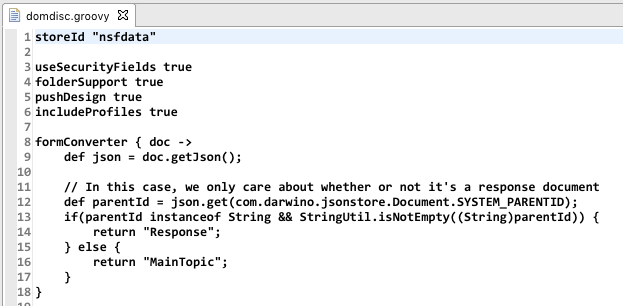 domdisc.groovy
1 storeId "nsfdata"
2
3 useSecurityFields true
4 folderSupport true
5 pushDesign true
6 includeProfiles true
7
8 formConverter { doc ->
9     def json = doc.getJson();
10
11     // In this case, we only care about whether or not it's a response document
12     def parentId = json.get(com.darwino.jsonstore.Document.SYSTEM_PARENTID);
13     if(parentId instanceof String && StringUtil.isNotEmpty((String)parentId)) {
14         return "Response";
15     } else {
16         return "MainTopic";
17     }
18 }